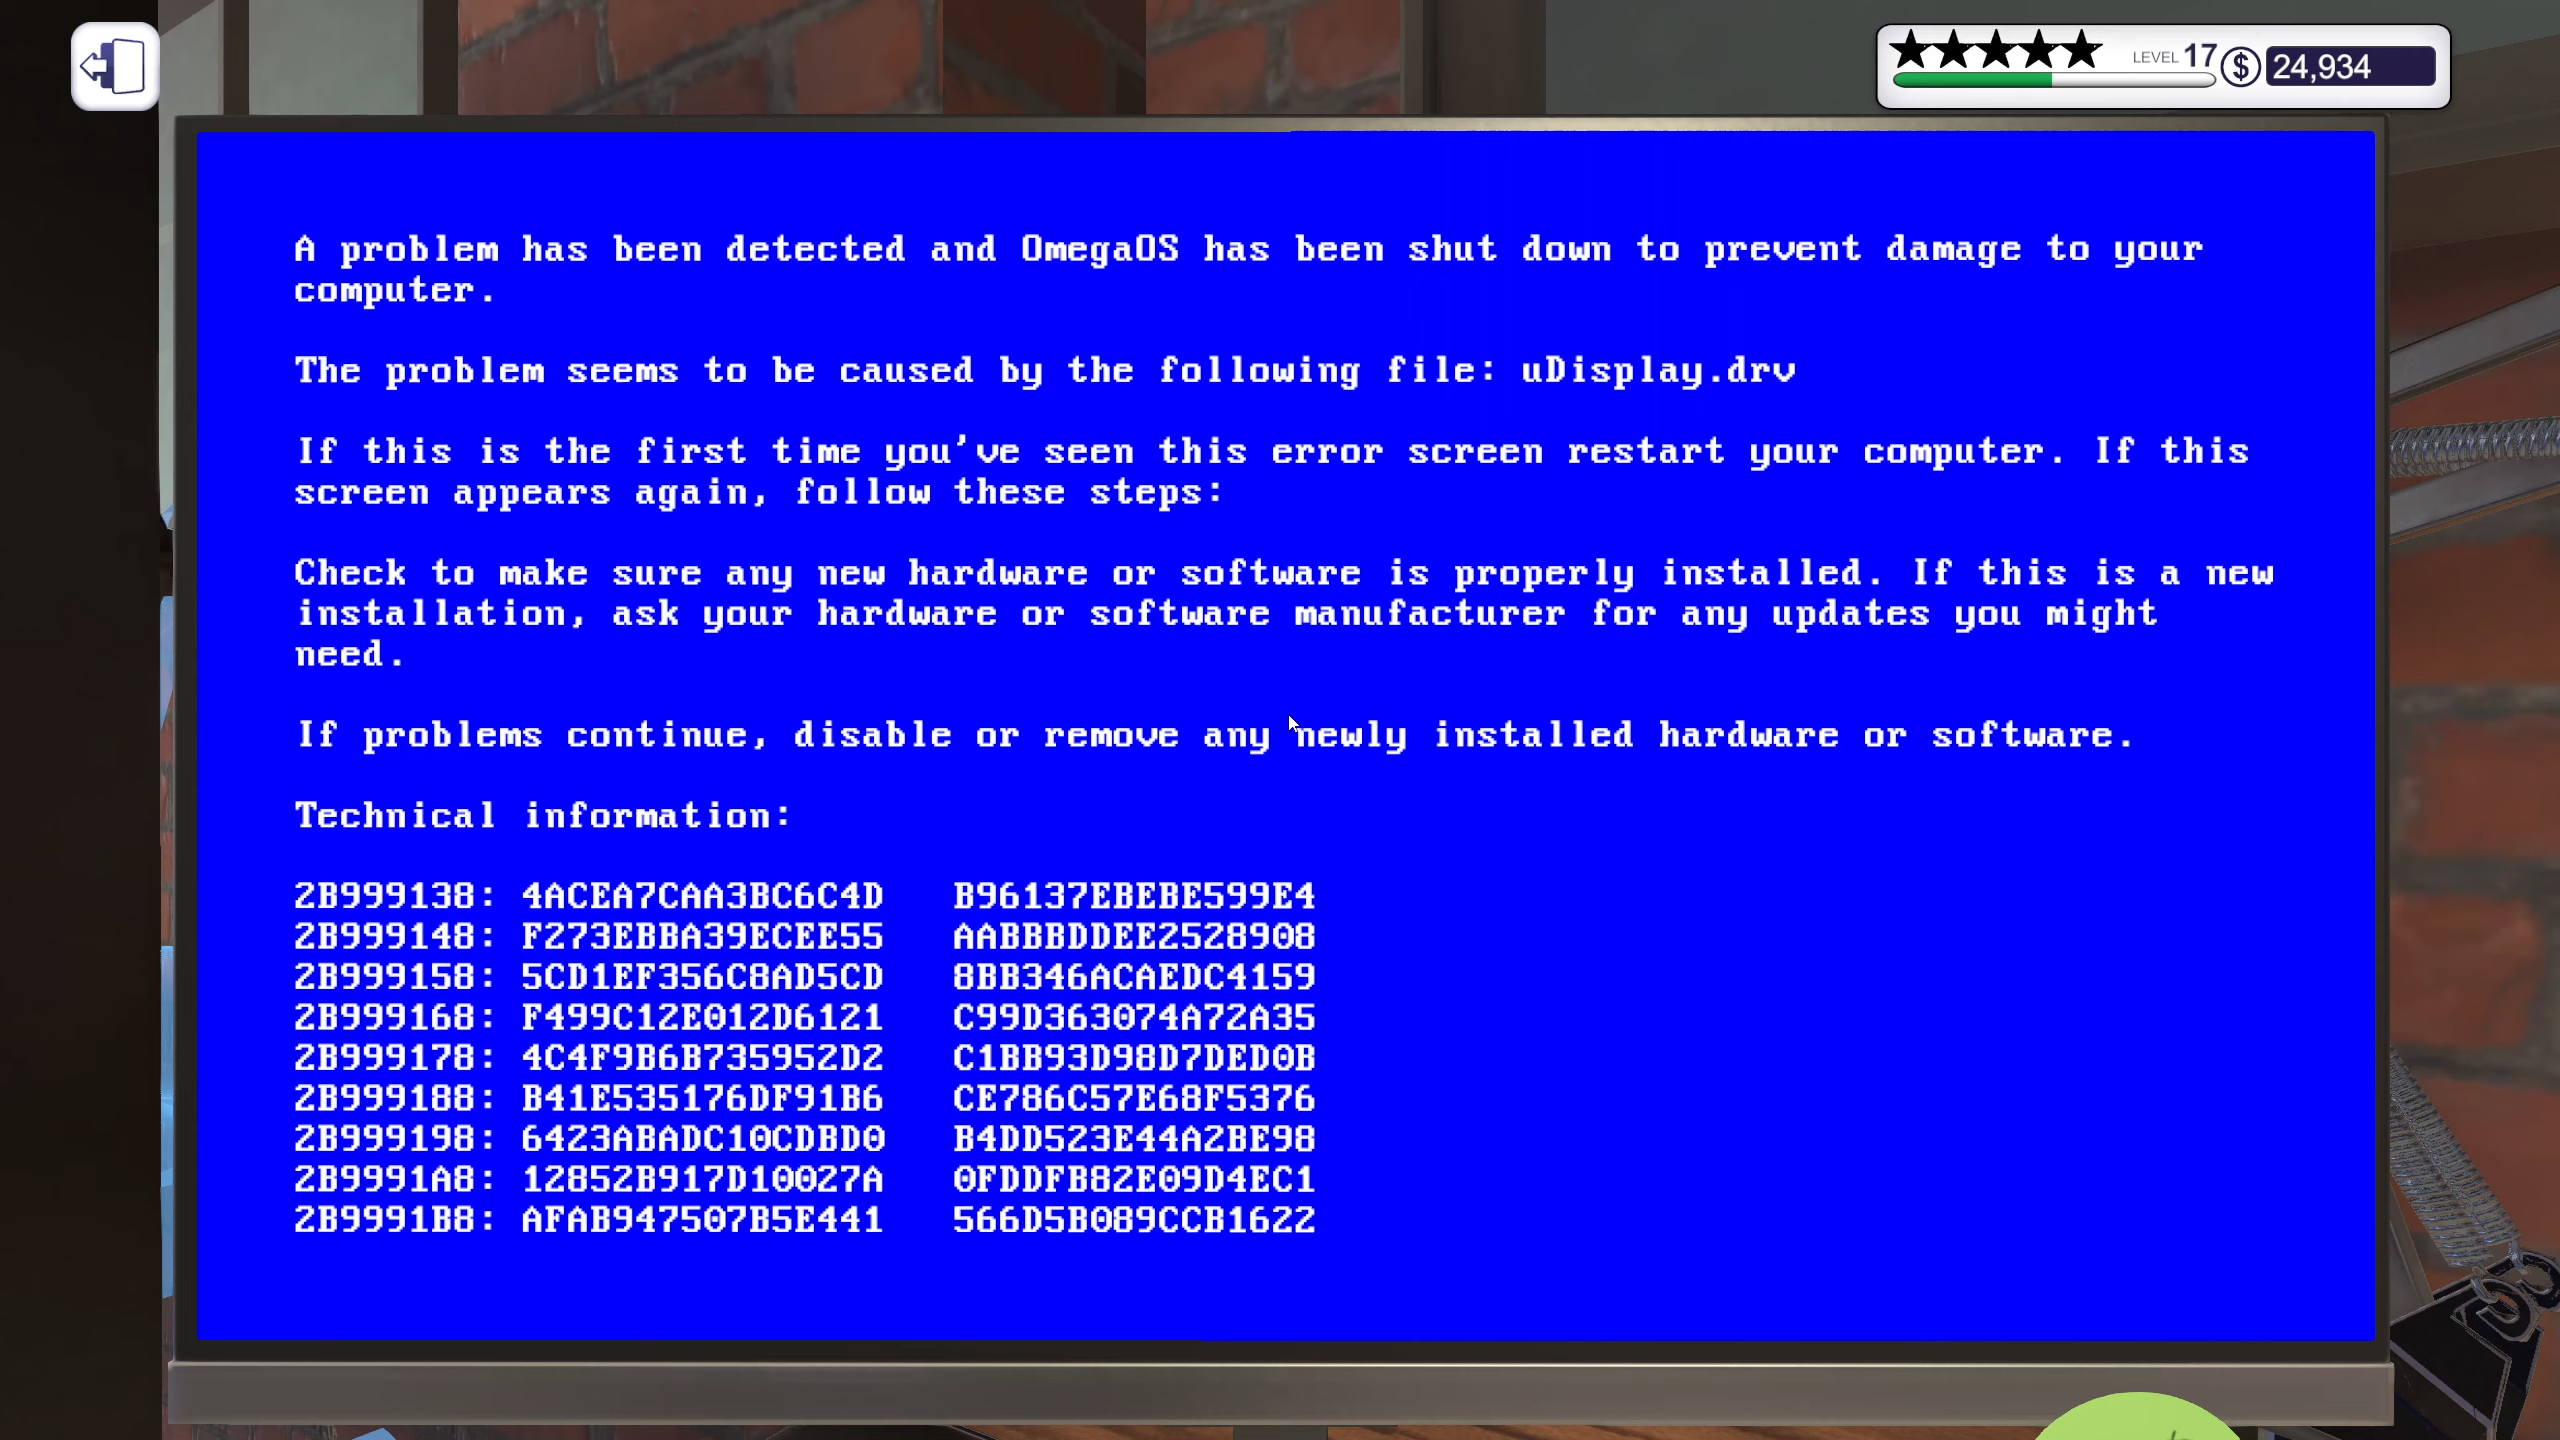 LEVEL 17 $ 24,934
A problem has been detected and OmegaOS has been shut down to prevent damage to your
computer.
The problem seems to be caused by the following file: uDisplay.drv
If this is the first time you've seen this error screen restart your computer. If this
screen appears again, follow these steps:
Check to make sure any new hardware or software is properly installed. If this is a new
installation, ask your hardware or software manufacturer for any updates you might
need.
If problems continue, disable or remove any newly installed hardware or software.
Technical information:
2B999138: 4ACEA7CAA3BC6C4D B96137EBEBE599E4
2B999148: F273EBBA39ECEE55 AABBBDDEE2528908
2B999158: 5CD1EF356C8AD5CD 8BB346ACAEDC4159
2B999168: F499C12E012D6121 C99D363074A72A35
2B999178: 4C4F9B6B735952D2 C1BB93D98D7DED0B
2B999188: B41E535176DF91B6 CE786C57E68F5376
2B999198: 6423ABADC10CDBD0 B4DD523E44A2BE98
2B9991A8: 12852B917D10027A 0FDDFB82E09D4EC1
2B9991B8: AFAB947507B5E441 566D5B089CCB1622